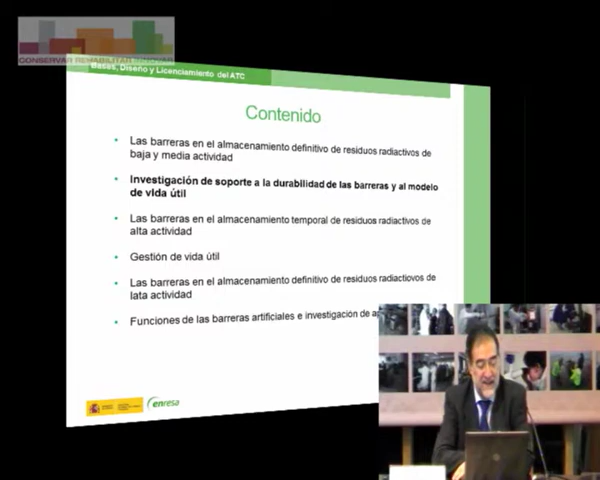 CONSERVAR REHABILITAR INNOVAR
Bases, Diseño y Licenciamiento del ATC
Contenido
Las barreras en el almacenamiento definitivo de residuos radiactivos de
baja y media actividad
Investigación de soporte a la durabilidad de las barreras y al modelo
de vida útil
Las barreras en el almacenamiento temporal de residuos radiactivos de
alta actividad
Gestión de vida útil
Las barreras en el almacenamiento definitivo de residuos radiactiovos de
lata actividad
Funciones de las barreras artificiales e investigación de
enresa